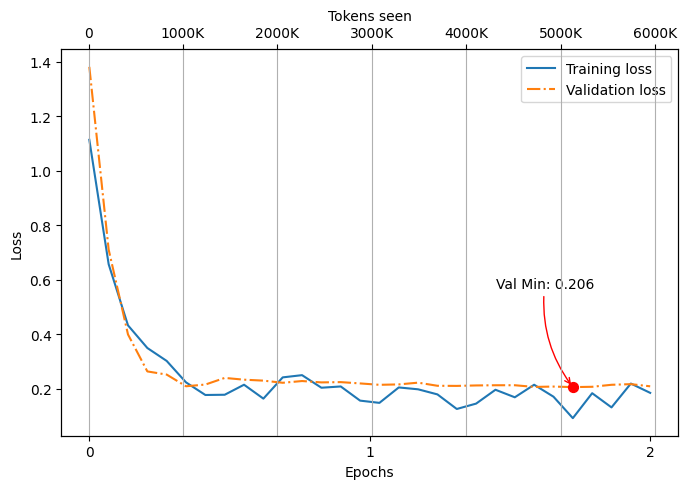 Tokens seen
0 1000K 2000K 3000K 4000K 5000K 6000K
1.4
Training loss
Validation loss
1.2
1.0
0.8
Loss
0.6
Val Min: 0.206
0.4
0.2
0 1 2
Epochs